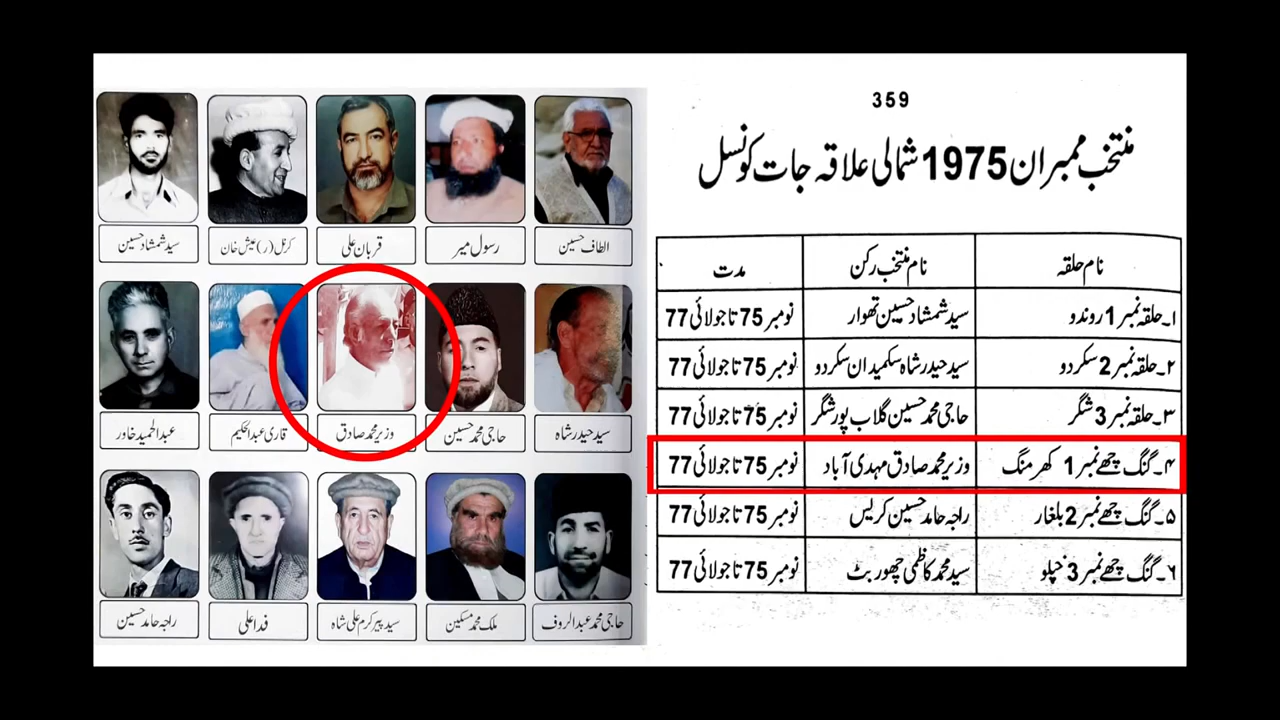 الطاف حسین
رسول میر
قربان علی
کرنل (ر) عیش خان
سید شمشاد حسین
سید حیدر شاہ
حاجی محمد حسین
وزیر محمد صادق
قاری عبدالحکیم
عبدالحمید خاور
حاجی محمد عبدالروف
ملک محمد مسکین
سید پیر کرم علی شاہ
فدا علی
راجہ حامد حسین
359
منتخب ممبران 1975 شمالی علاقہ جات کونسل
نام حلقہ نام منتخب رکن مدت
۱۔ حلقہ نمبر 1 روندو سید شمشاد حسین تھوار نومبر 75 تا جولائی 77
۲۔ حلقہ نمبر 2 سکردو سید حیدر شاہ سکمیدان سکردو نومبر 75 تا جولائی 77
۳۔ حلقہ نمبر 3 شگر حاجی محمد حسین گلاب پور شگر نومبر 75 تا جولائی 77
۴۔ گنگ چھے نمبر 1 کھرمنگ وزیر محمد صادق مہدی آباد نومبر 75 تا جولائی 77
۵۔ گنگ چھے نمبر 2 بلغار راجہ حامد حسین کریس نومبر 75 تا جولائی 77
۶۔ گنگ چھے نمبر 3 خپلو سید محمد کاظمی چھوربٹ نومبر 75 تا جولائی 77